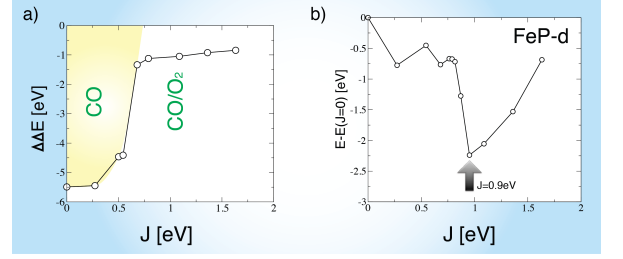 a)
b)
0
-1
-2
-3
-4
-5
-6
ΔΔE [eV]
CO
CO/O2
0
0.5
1
1.5
2
J [eV]
FeP-d
0
-0.5
-1
-1.5
-2
-2.5
-3
E-E(J=0) [eV]
J=0.9eV
0
0.5
1
1.5
2
J [eV]